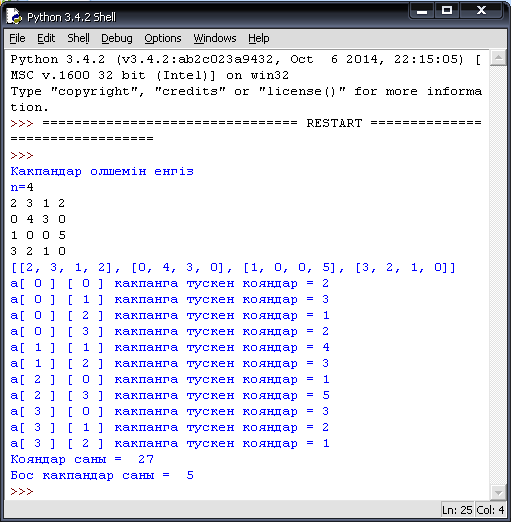 Python 3.4.2 Shell
File Edit Shell Debug Options Windows Help
Python 3.4.2 (v3.4.2:ab2c023a9432, Oct  6 2014, 22:15:05) [
MSC v.1600 32 bit (Intel)] on win32
Type "copyright", "credits" or "license()" for more informa
tion.
>>> ================================ RESTART ==============
==================
>>>
Какпандар олшемін енгіз
n=4
2 3 1 2
0 4 3 0
1 0 0 5
3 2 1 0
[[2, 3, 1, 2], [0, 4, 3, 0], [1, 0, 0, 5], [3, 2, 1, 0]]
a[ 0 ] [ 0 ] какпанга тускен кояндар = 2
a[ 0 ] [ 1 ] какпанга тускен кояндар = 3
a[ 0 ] [ 2 ] какпанга тускен кояндар = 1
a[ 0 ] [ 3 ] какпанга тускен кояндар = 2
a[ 1 ] [ 1 ] какпанга тускен кояндар = 4
a[ 1 ] [ 2 ] какпанга тускен кояндар = 3
a[ 2 ] [ 0 ] какпанга тускен кояндар = 1
a[ 2 ] [ 3 ] какпанга тускен кояндар = 5
a[ 3 ] [ 0 ] какпанга тускен кояндар = 3
a[ 3 ] [ 1 ] какпанга тускен кояндар = 2
a[ 3 ] [ 2 ] какпанга тускен кояндар = 1
Кояндар саны =  27
Бос какпандар саны =  5
>>>
Ln: 25 Col: 4